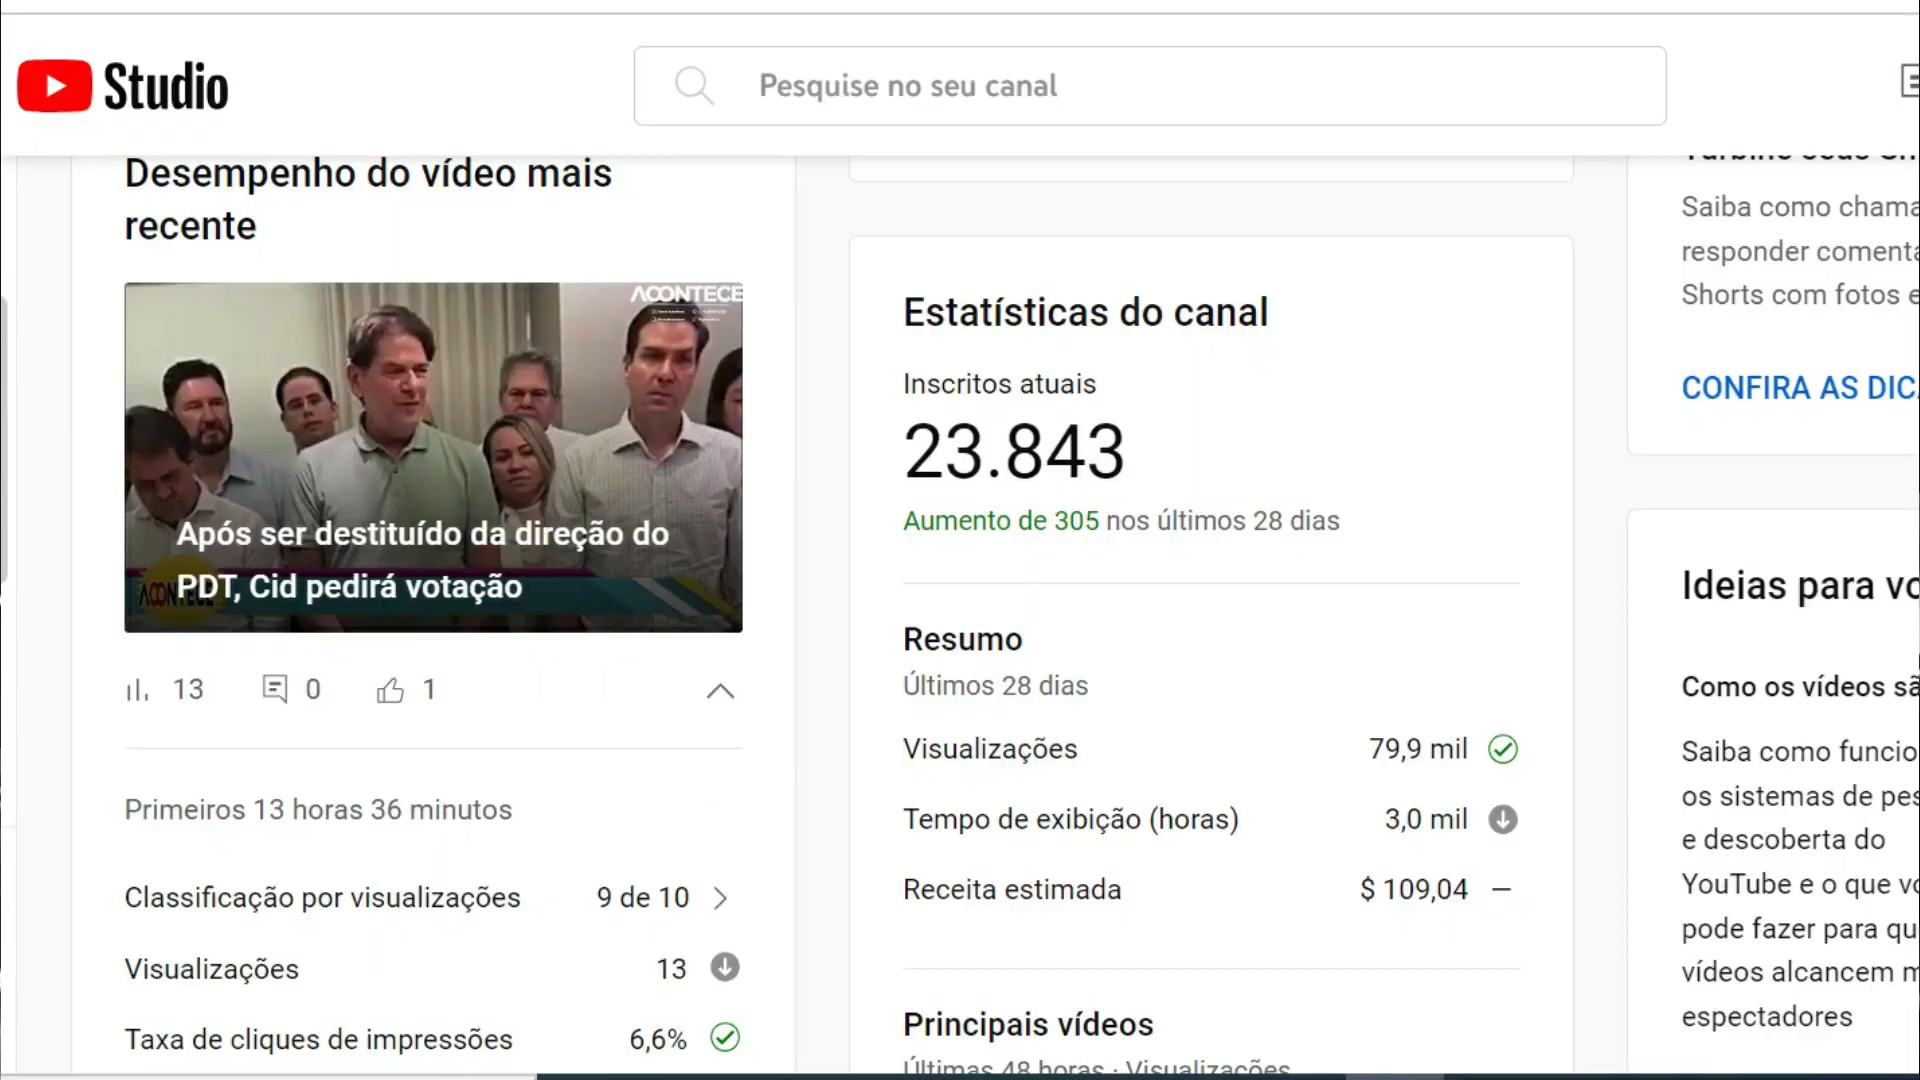 Studio
Pesquise no seu canal
Desempenho do vídeo mais
recente
ACONTECE
Após ser destituído da direção do
PDT, Cid pedirá votação
13
0
1
Primeiros 13 horas 36 minutos
Classificação por visualizações 9 de 10
Visualizações 13
Taxa de cliques de impressões 6,6%
Estatísticas do canal
Inscritos atuais
23.843
Aumento de 305 nos últimos 28 dias
Resumo
Últimos 28 dias
Visualizações 79,9 mil
Tempo de exibição (horas) 3,0 mil
Receita estimada $ 109,04 —
Principais vídeos
Últimas 48 horas · Visualizações
Saiba como chama
responder comenta
Shorts com fotos e
CONFIRA AS DIC
Ideias para vo
Como os vídeos sã
Saiba como funcio
os sistemas de pes
e descoberta do
YouTube e o que vo
pode fazer para qu
vídeos alcancem m
espectadores